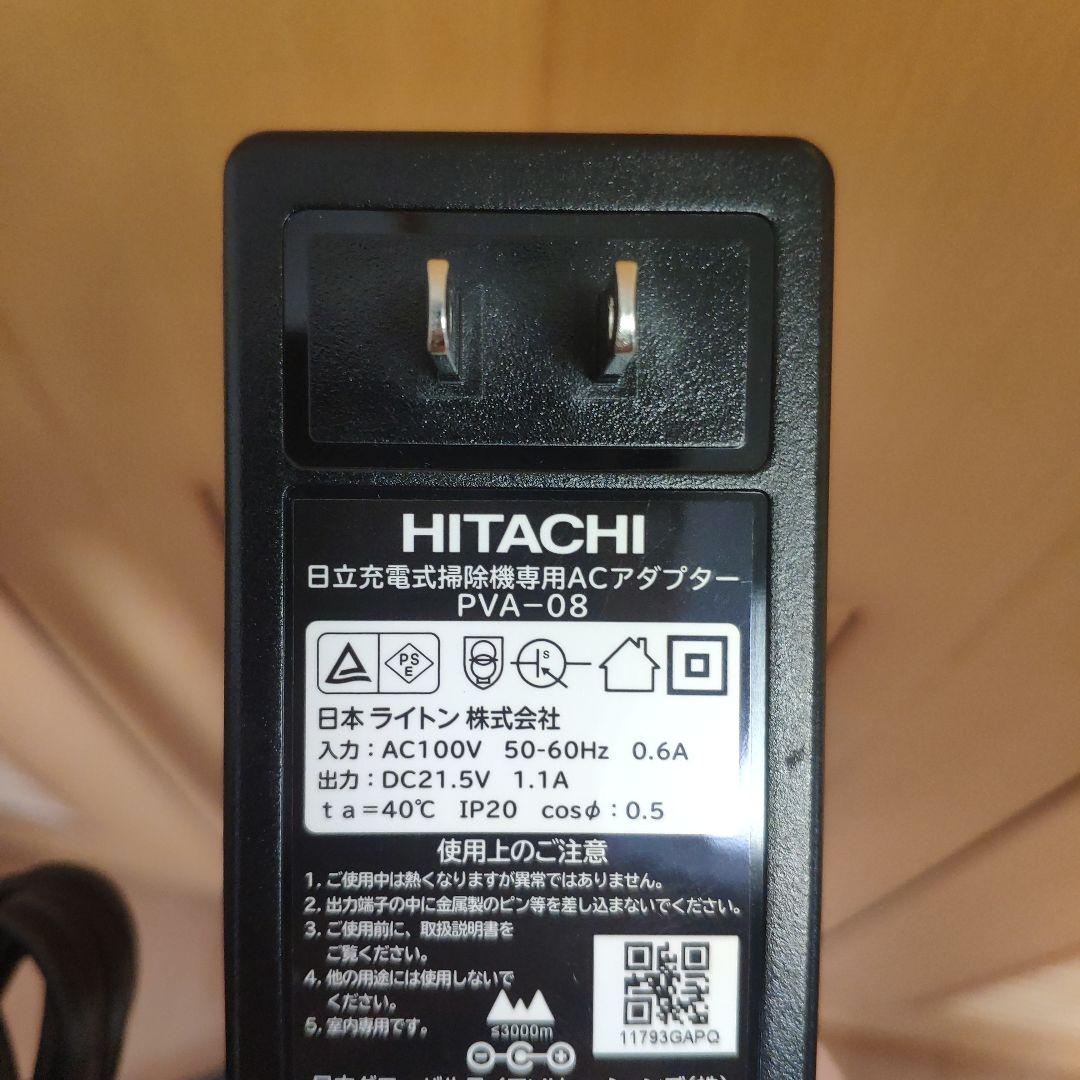 HITACHI
日立充電式掃除機専用ACアダプター
PVA-08
PS
E
S
日本 ライトン 株式会社
入力：AC100V 50-60Hz 0.6A
出力：DC21.5V 1.1A
ta=40℃ IP20 cosφ：0.5
使用上のご注意
1. ご使用中は熱くなりますが異常ではありません。
2. 出力端子の中に金属製のピン等を差し込まないでください。
3. ご使用前に、取扱説明書を
ご覧ください。
4. 他の用途には使用しないで
ください。
5. 室内専用です。
≤3000m
C
11793GAPQ